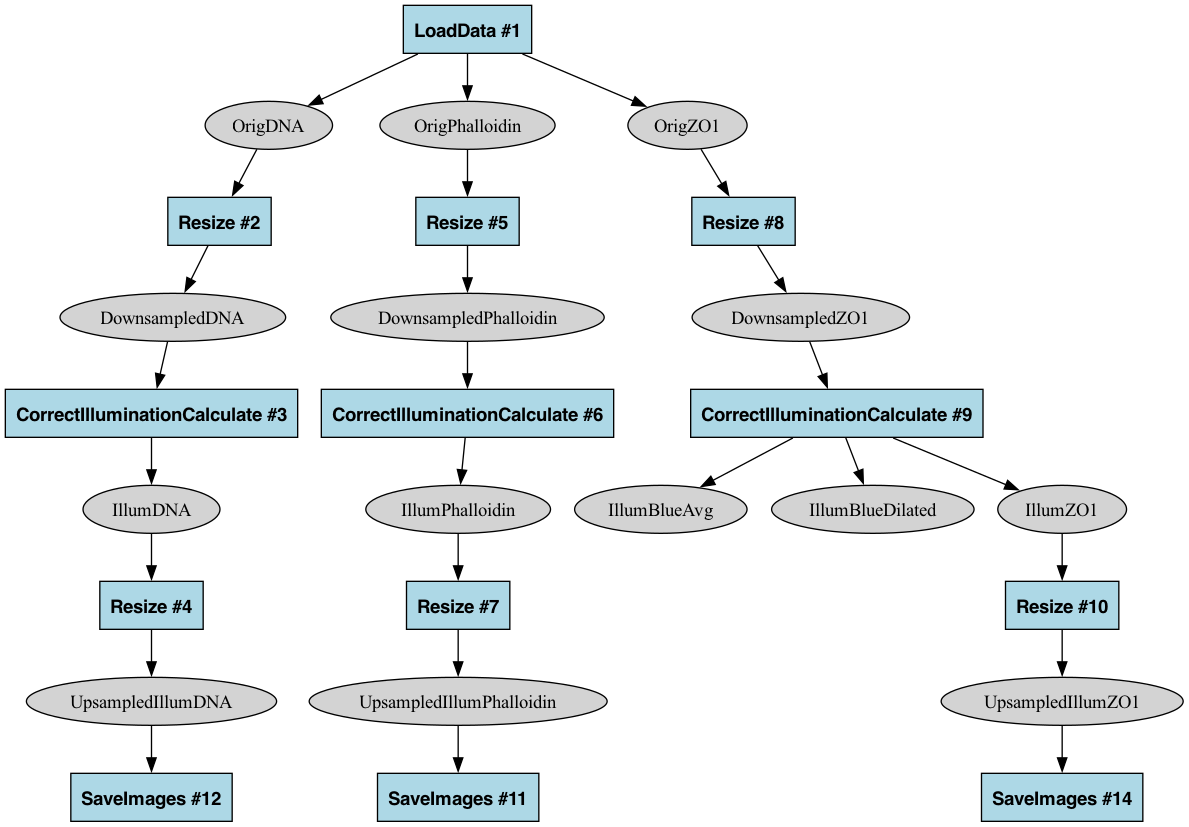 LoadData #1
OrigDNA
OrigPhalloidin
OrigZO1
Resize #2
Resize #5
Resize #8
DownsampledDNA
DownsampledPhalloidin
DownsampledZO1
CorrectIlluminationCalculate #3
CorrectIlluminationCalculate #6
CorrectIlluminationCalculate #9
IllumDNA
IllumPhalloidin
IllumBlueAvg
IllumBlueDilated
IllumZO1
Resize #4
Resize #7
Resize #10
UpsampledIllumDNA
UpsampledIllumPhalloidin
UpsampledIllumZO1
SaveImages #12
SaveImages #11
SaveImages #14